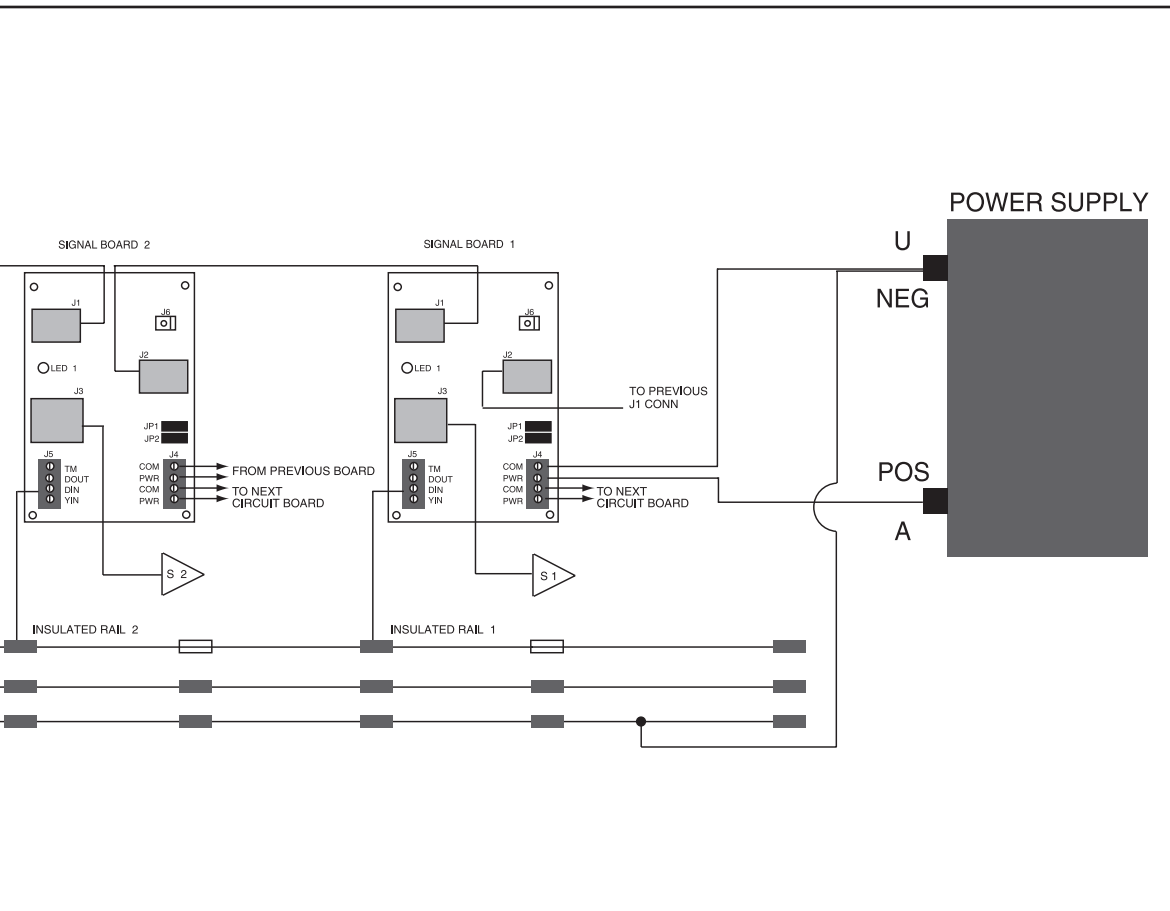 POWER SUPPLY
U
NEG
POS
A
SIGNAL BOARD 2
J1
J6
J2
LED 1
J3
JP1
JP2
J5
J4
TM
DOUT
DIN
YIN
COM
PWR
COM
PWR
FROM PREVIOUS BOARD
TO NEXT
CIRCUIT BOARD
S 2
SIGNAL BOARD 1
J1
J6
J2
LED 1
J3
TO PREVIOUS
J1 CONN
JP1
JP2
J5
J4
TM
DOUT
DIN
YIN
COM
PWR
COM
PWR
TO NEXT
CIRCUIT BOARD
S 1
INSULATED RAIL 2
INSULATED RAIL 1